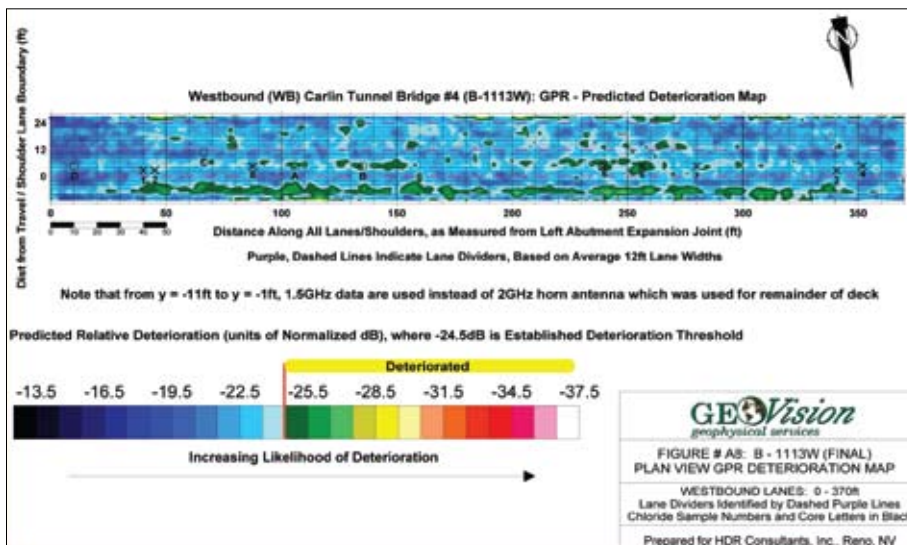 Westbound (WB) Carlin Tunnel Bridge #4 (B-1113W): GPR - Predicted Deterioration Map
Dist from Travel / Shoulder Lane Boundary (ft)
24
12
0
0 50 100 150 200 250 300 350
0 10 20 30 40 50
Distance Along All Lanes/Shoulders, as Measured from Left Abutment Expansion Joint (ft)
Purple, Dashed Lines Indicate Lane Dividers, Based on Average 12ft Lane Widths
Note that from y = -11ft to y = -1ft, 1.5GHz data are used instead of 2GHz horn antenna which was used for remainder of deck
Predicted Relative Deterioration (units of Normalized dB), where -24.5dB is Established Deterioration Threshold
Deteriorated
-13.5 -16.5 -19.5 -22.5 -25.5 -28.5 -31.5 -34.5 -37.5
Increasing Likelihood of Deterioration
GEOVision
geophysical services
FIGURE # A8: B - 1113W (FINAL)
PLAN VIEW GPR DETERIORATION MAP
WESTBOUND LANES: 0 - 370ft
Lane Dividers Identified by Dashed Purple Lines
Chloride Sample Numbers and Core Letters in Black
Prepared for HDR Consultants, Inc., Reno, NV